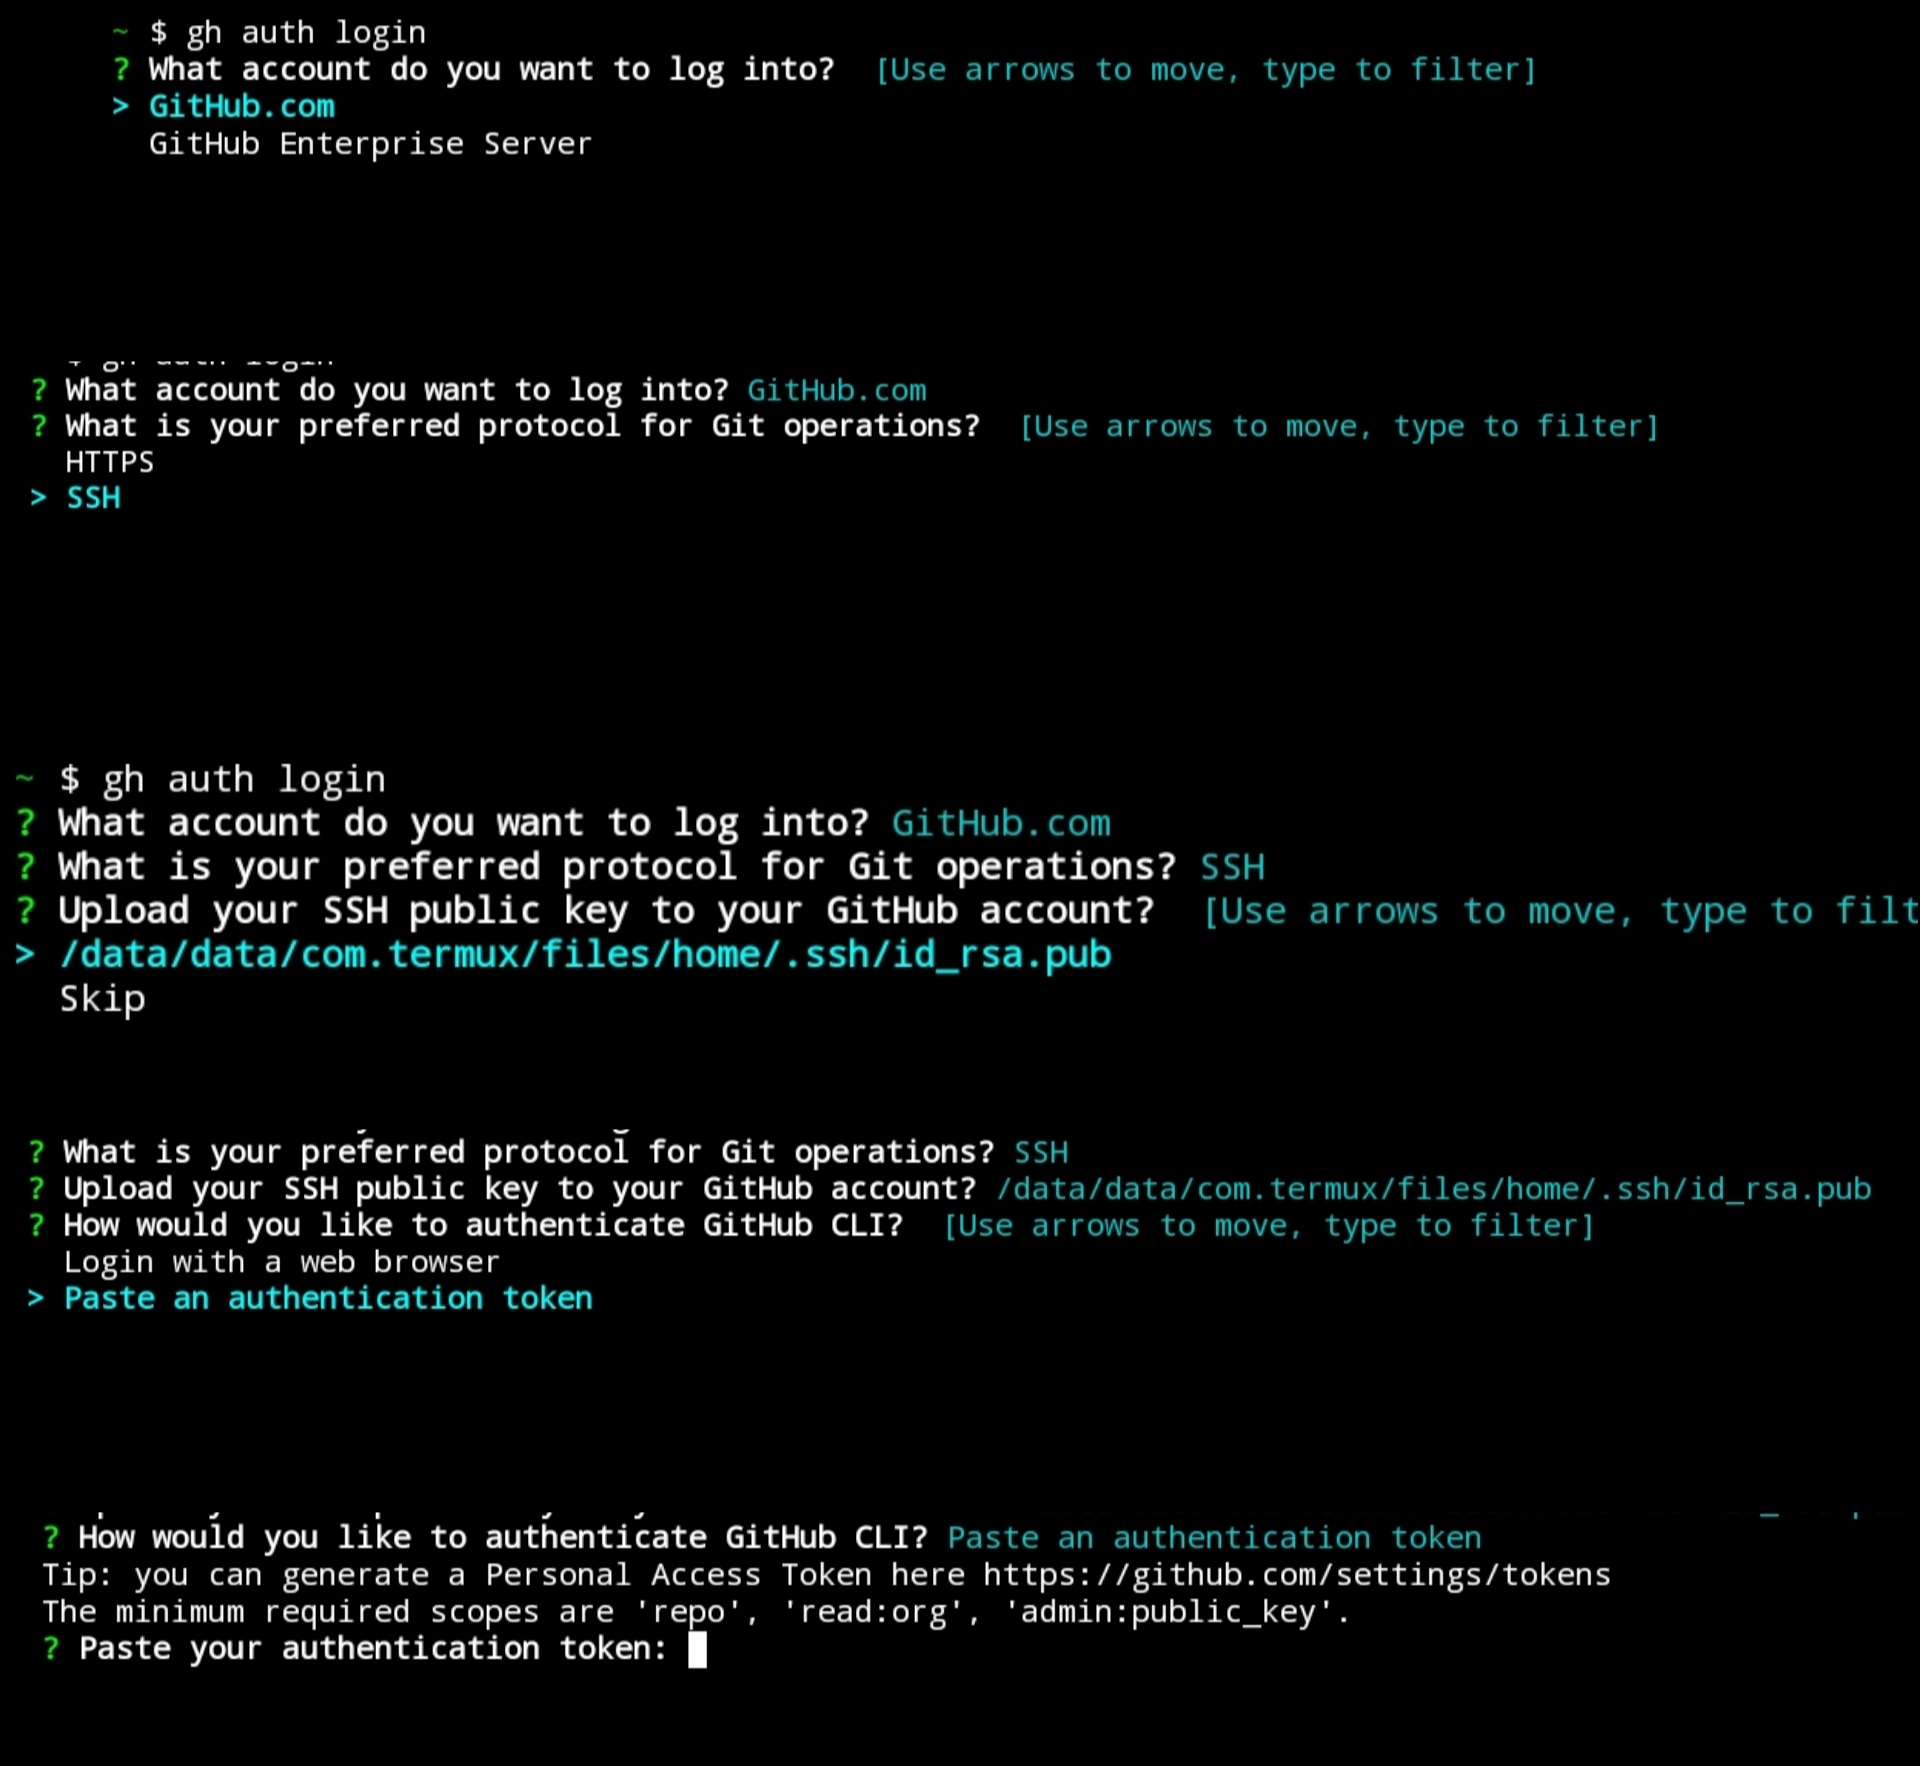 ~ $ gh auth login
? What account do you want to log into?  [Use arrows to move, type to filter]
> GitHub.com
  GitHub Enterprise Server
$ gh auth login
? What account do you want to log into? GitHub.com
? What is your preferred protocol for Git operations?  [Use arrows to move, type to filter]
  HTTPS
> SSH
~ $ gh auth login
? What account do you want to log into? GitHub.com
? What is your preferred protocol for Git operations? SSH
? Upload your SSH public key to your GitHub account?  [Use arrows to move, type to filt
> /data/data/com.termux/files/home/.ssh/id_rsa.pub
  Skip
? What is your preferred protocol for Git operations? SSH
? Upload your SSH public key to your GitHub account? /data/data/com.termux/files/home/.ssh/id_rsa.pub
? How would you like to authenticate GitHub CLI?  [Use arrows to move, type to filter]
  Login with a web browser
> Paste an authentication token
? How would you like to authenticate GitHub CLI? Paste an authentication token
Tip: you can generate a Personal Access Token here https://github.com/settings/tokens
The minimum required scopes are 'repo', 'read:org', 'admin:public_key'.
? Paste your authentication token: